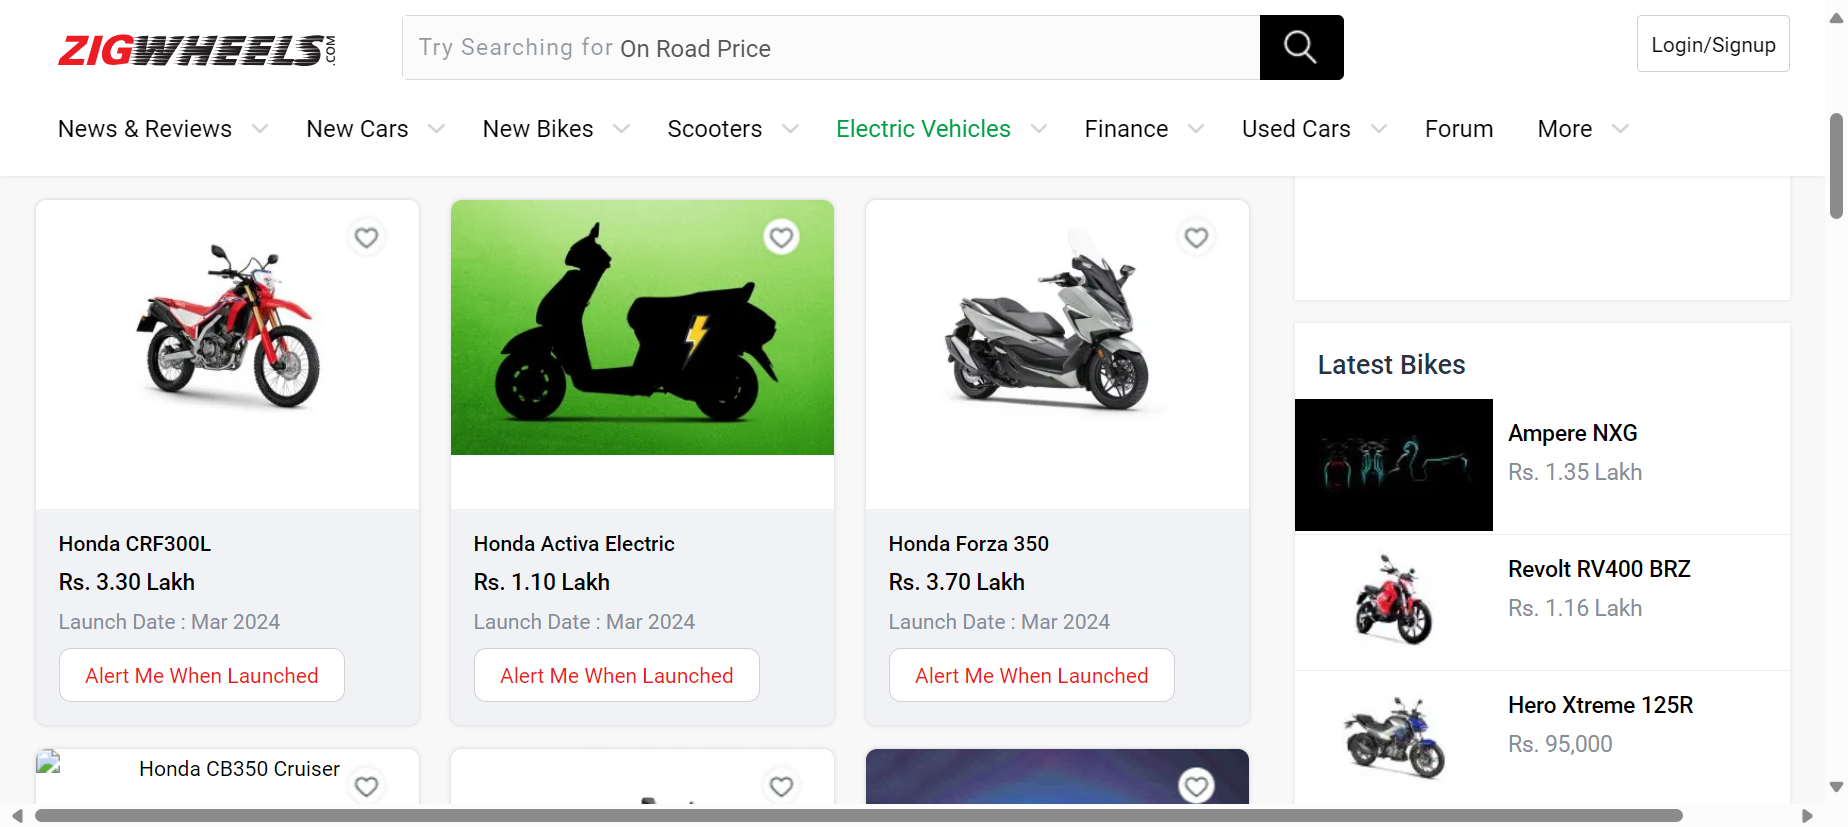 ZIGWHEELS.COM
Try Searching for On Road Price
Login/Signup
News & Reviews
New Cars
New Bikes
Scooters
Electric Vehicles
Finance
Used Cars
Forum
More
Honda CRF300L
Rs. 3.30 Lakh
Launch Date : Mar 2024
Alert Me When Launched
Honda Activa Electric
Rs. 1.10 Lakh
Launch Date : Mar 2024
Alert Me When Launched
Honda Forza 350
Rs. 3.70 Lakh
Launch Date : Mar 2024
Alert Me When Launched
Honda CB350 Cruiser
Latest Bikes
Ampere NXG
Rs. 1.35 Lakh
Revolt RV400 BRZ
Rs. 1.16 Lakh
Hero Xtreme 125R
Rs. 95,000